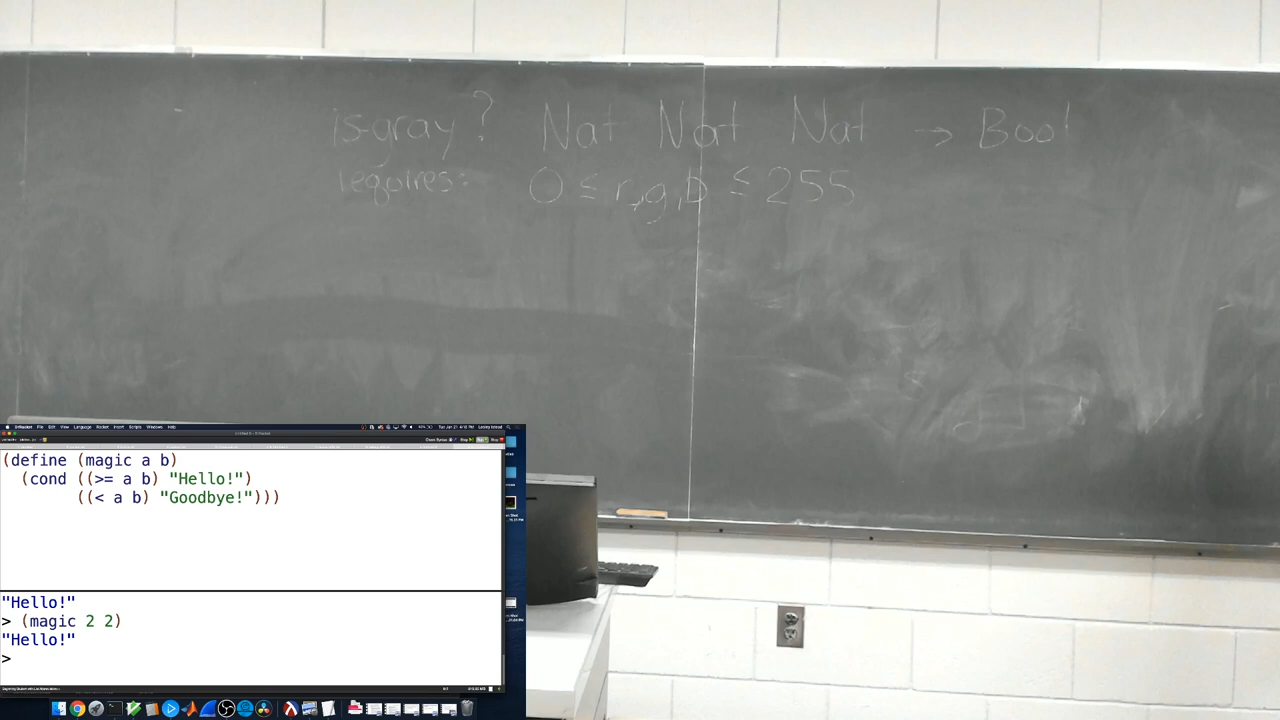 is-gray? Nat Nat Nat → Bool
requires: 0 ≤ r,g,b ≤ 255
(define (magic a b)
(cond ((>= a b) "Hello!")
((< a b) "Goodbye!")))
"Hello!"
> (magic 2 2)
"Hello!"
>